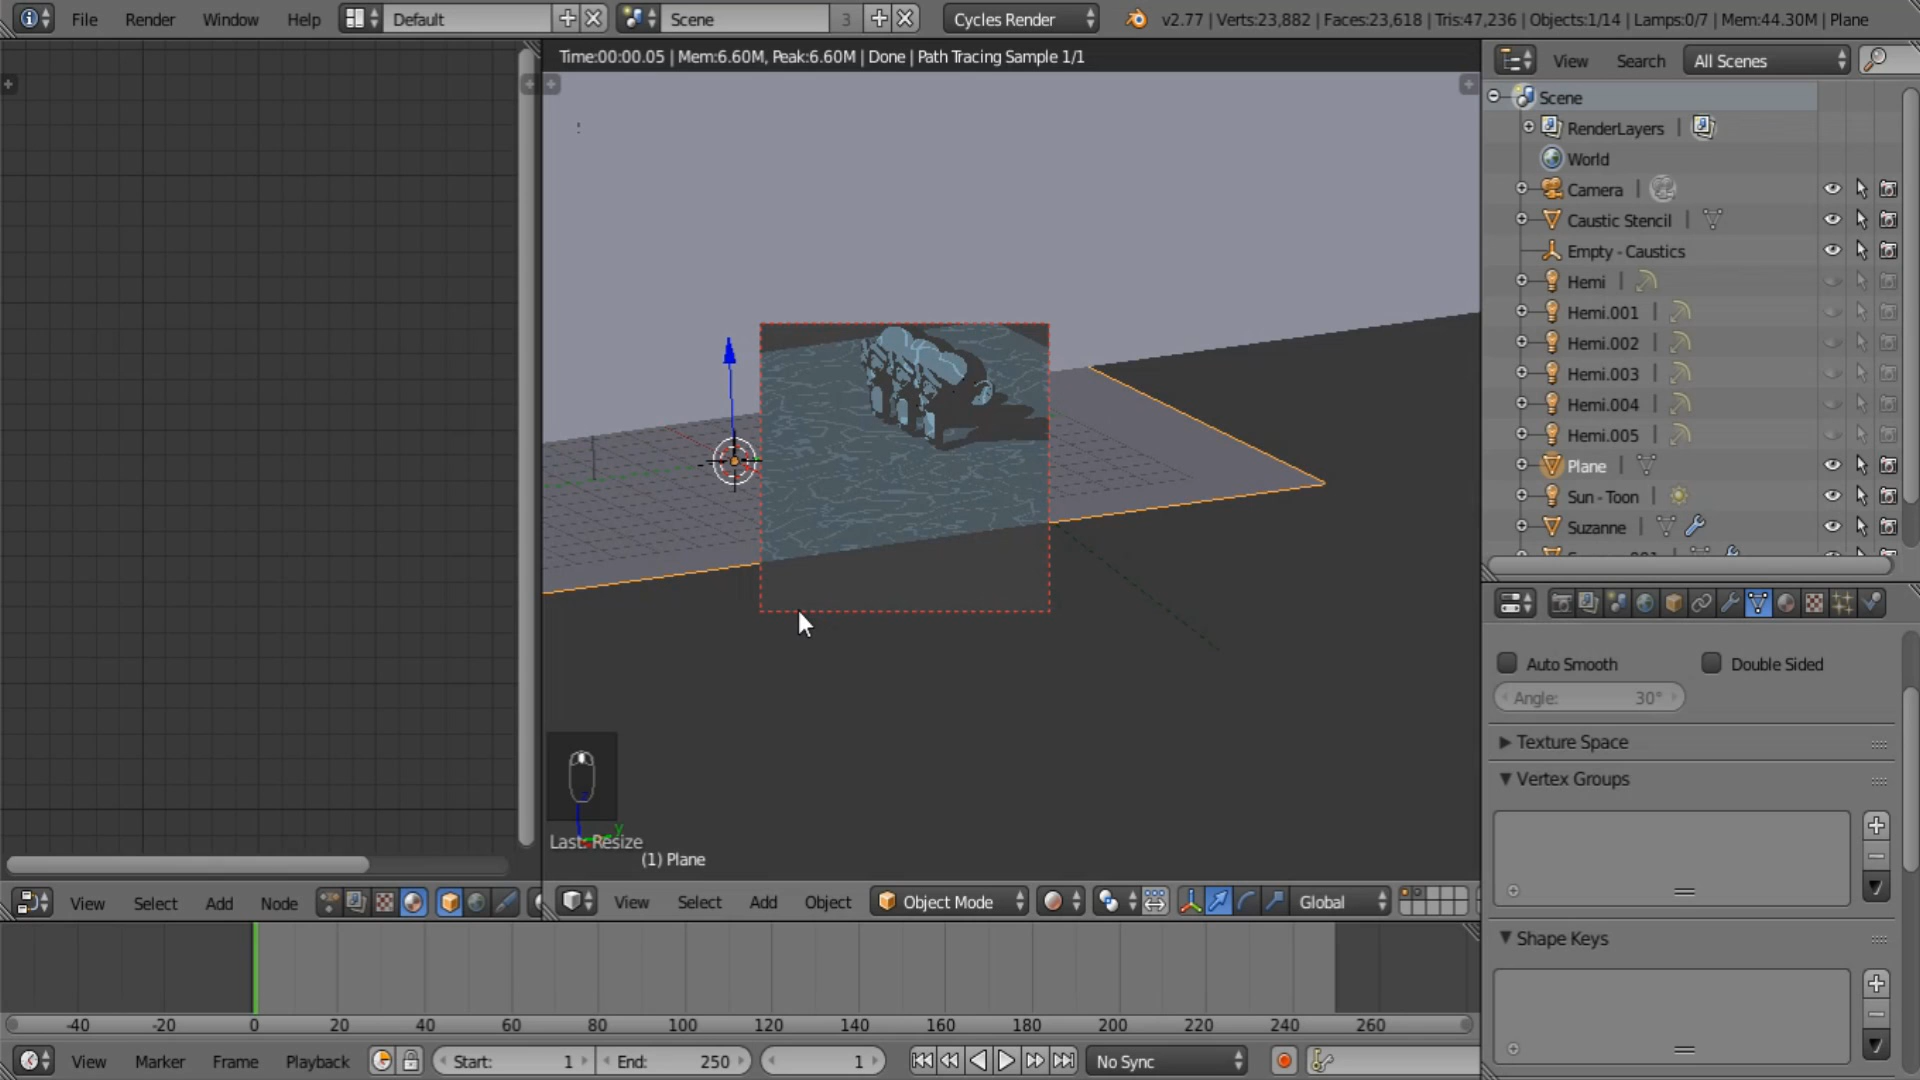 File Render Window Help Default Scene 3 Cycles Render v2.77 | Verts:23,882 | Faces:23,618 | Tris:47,236 | Objects:1/14 | Lamps:0/7 | Mem:44.30M | Plane
Time:00:00.05 | Mem:6.60M, Peak:6.60M | Done | Path Tracing Sample 1/1
View Search All Scenes
Scene
RenderLayers
World
Camera
Caustic Stencil
Empty - Caustics
Hemi
Hemi.001
Hemi.002
Hemi.003
Hemi.004
Hemi.005
Plane
Sun - Toon
Suzanne
Auto Smooth Double Sided
Angle: 30°
Texture Space
Vertex Groups
Shape Keys
Last: Resize
(1) Plane
View Select Add Node
View Select Add Object Object Mode Global
-40 -20 0 20 40 60 80 100 120 140 160 180 200 220 240 260
View Marker Frame Playback Start: 1 End: 250 1 No Sync